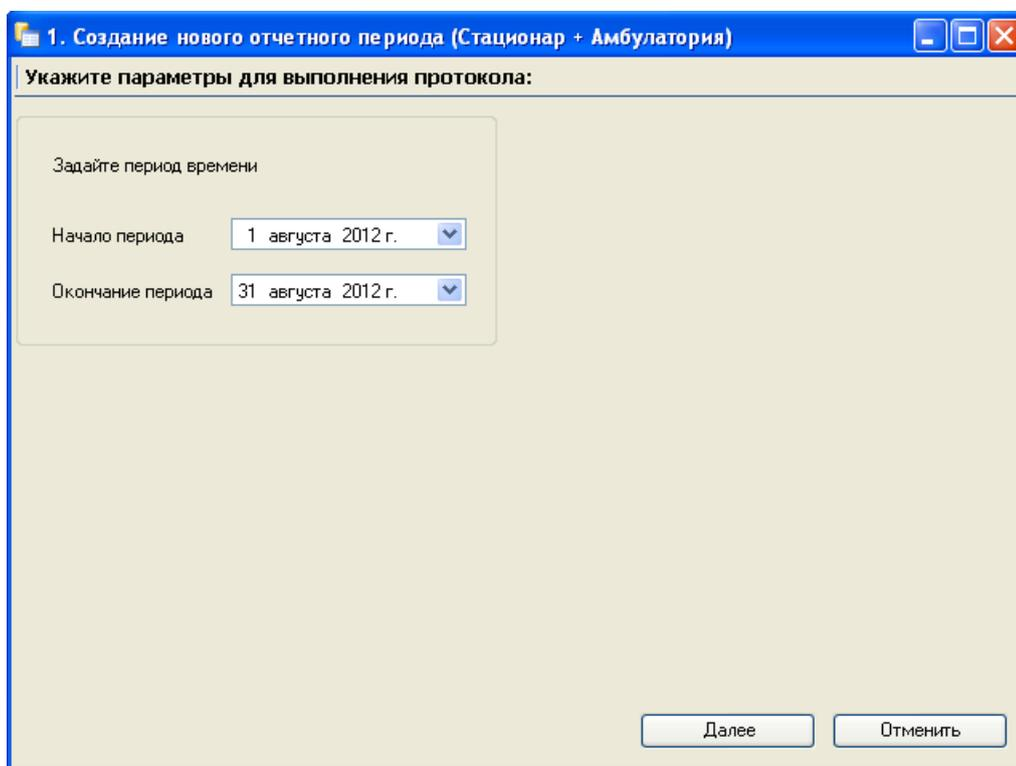 1. Создание нового отчетного периода (Стационар + Амбулатория)
Укажите параметры для выполнения протокола:
Задайте период времени
Начало периода 1 августа 2012 г.
Окончание периода 31 августа 2012 г.
Далее Отменить